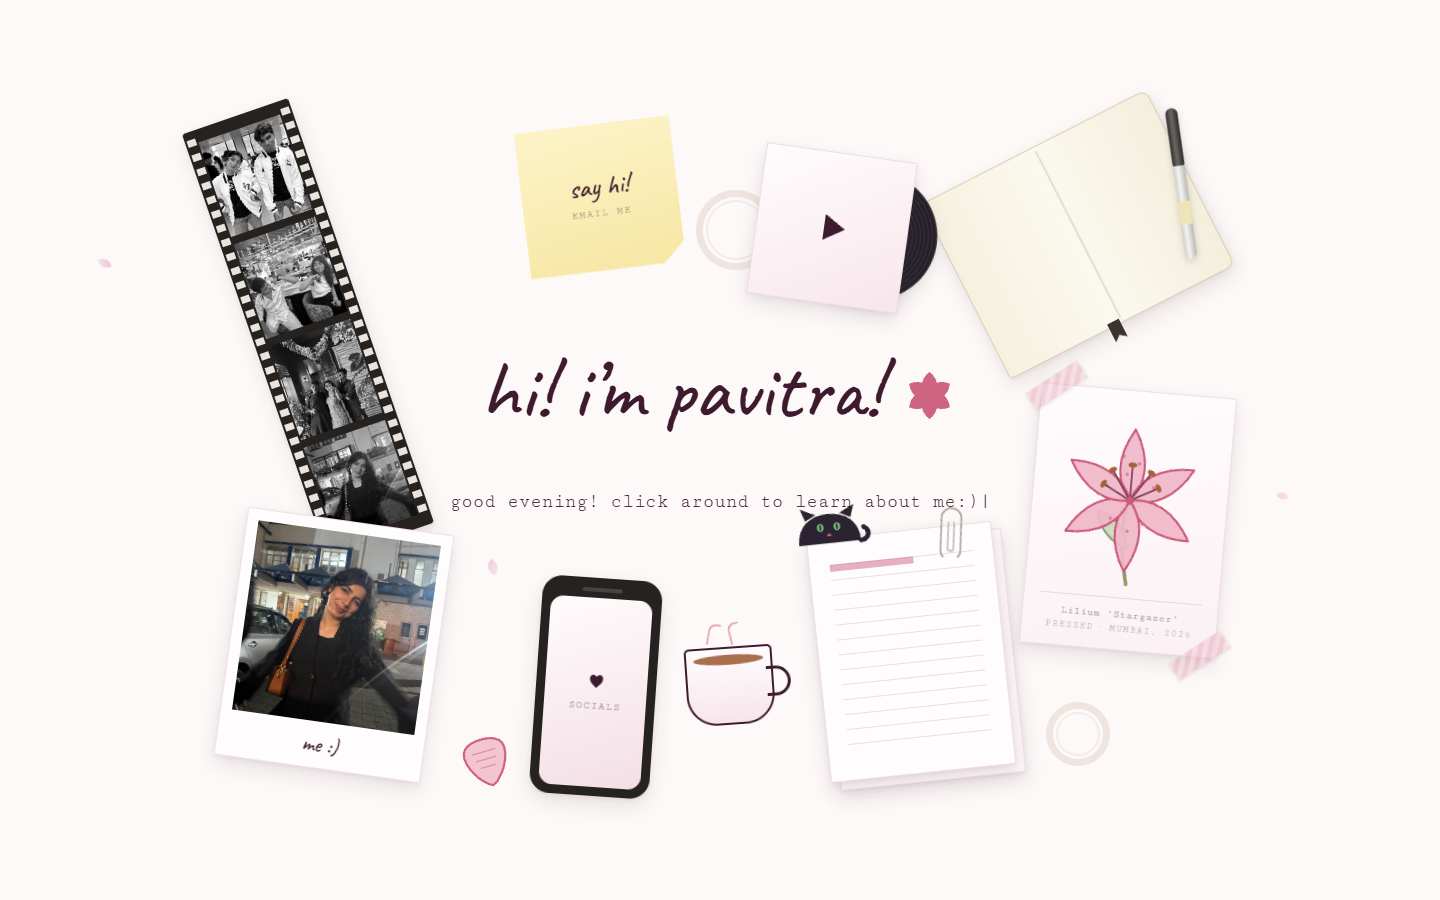 say hi!
EMAIL ME
hi! i'm pavitra!
good evening! click around to learn about me:)|
Lilium 'Stargazer'
PRESSED · MUMBAI, 2026
me :)
SOCIALS